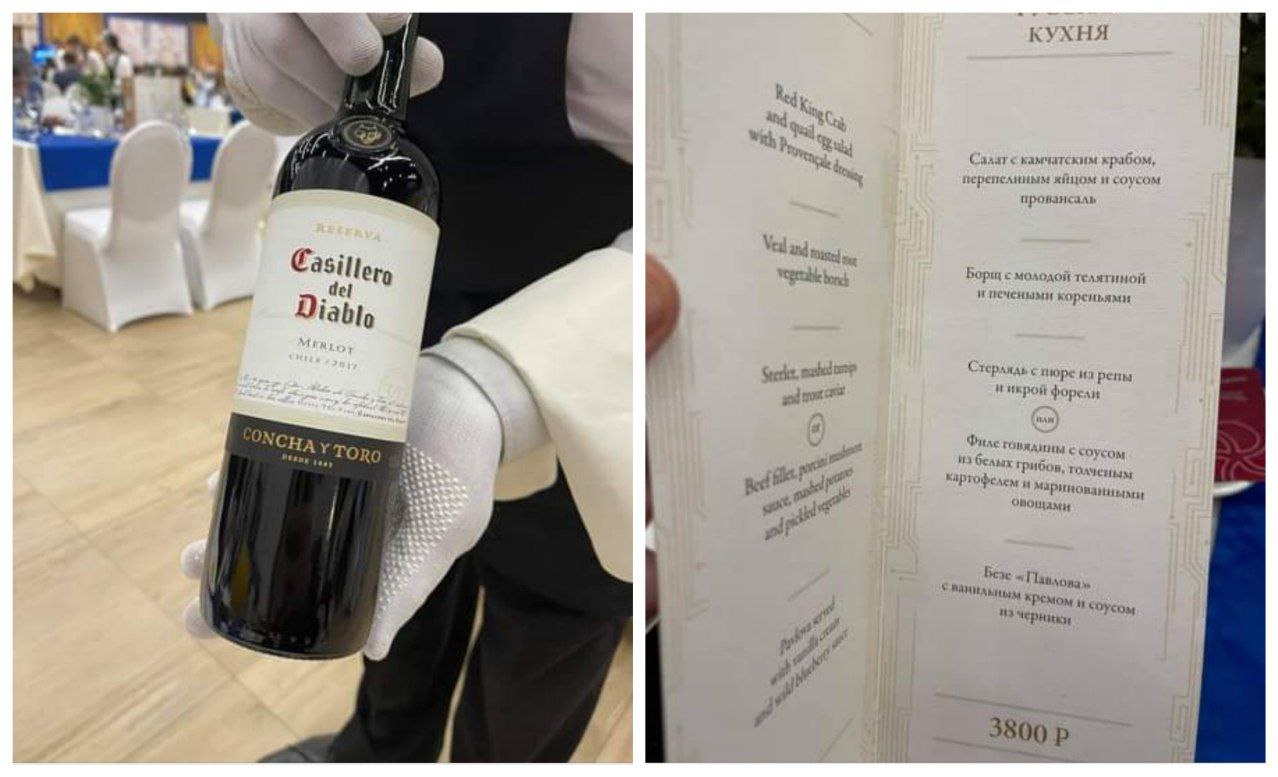 RESERVA
Casillero
del
Diablo
MERLOT
CHILE / 2017
CONCHA Y TORO
DESDE 1883
Red King Crab
and quail egg salad
with Provençale dressing
Veal and roasted root
vegetable borsch
Sterlet, mashed turnips
and trout caviar
or
Beef fillet, porcini mushroom
sauce, mashed potatoes
and pickled vegetables
Pavlova served
with vanilla cream
and wild blueberry sauce
КУХНЯ
Салат с камчатским крабом,
перепелиным яйцом и соусом
провансаль
Борщ с молодой телятиной
и печеными кореньями
Стерлядь с пюре из репы
и икрой форели
или
Филе говядины с соусом
из белых грибов, толченым
картофелем и маринованными
овощами
Безе «Павлова»
с ванильным кремом и соусом
из черники
3800 Р